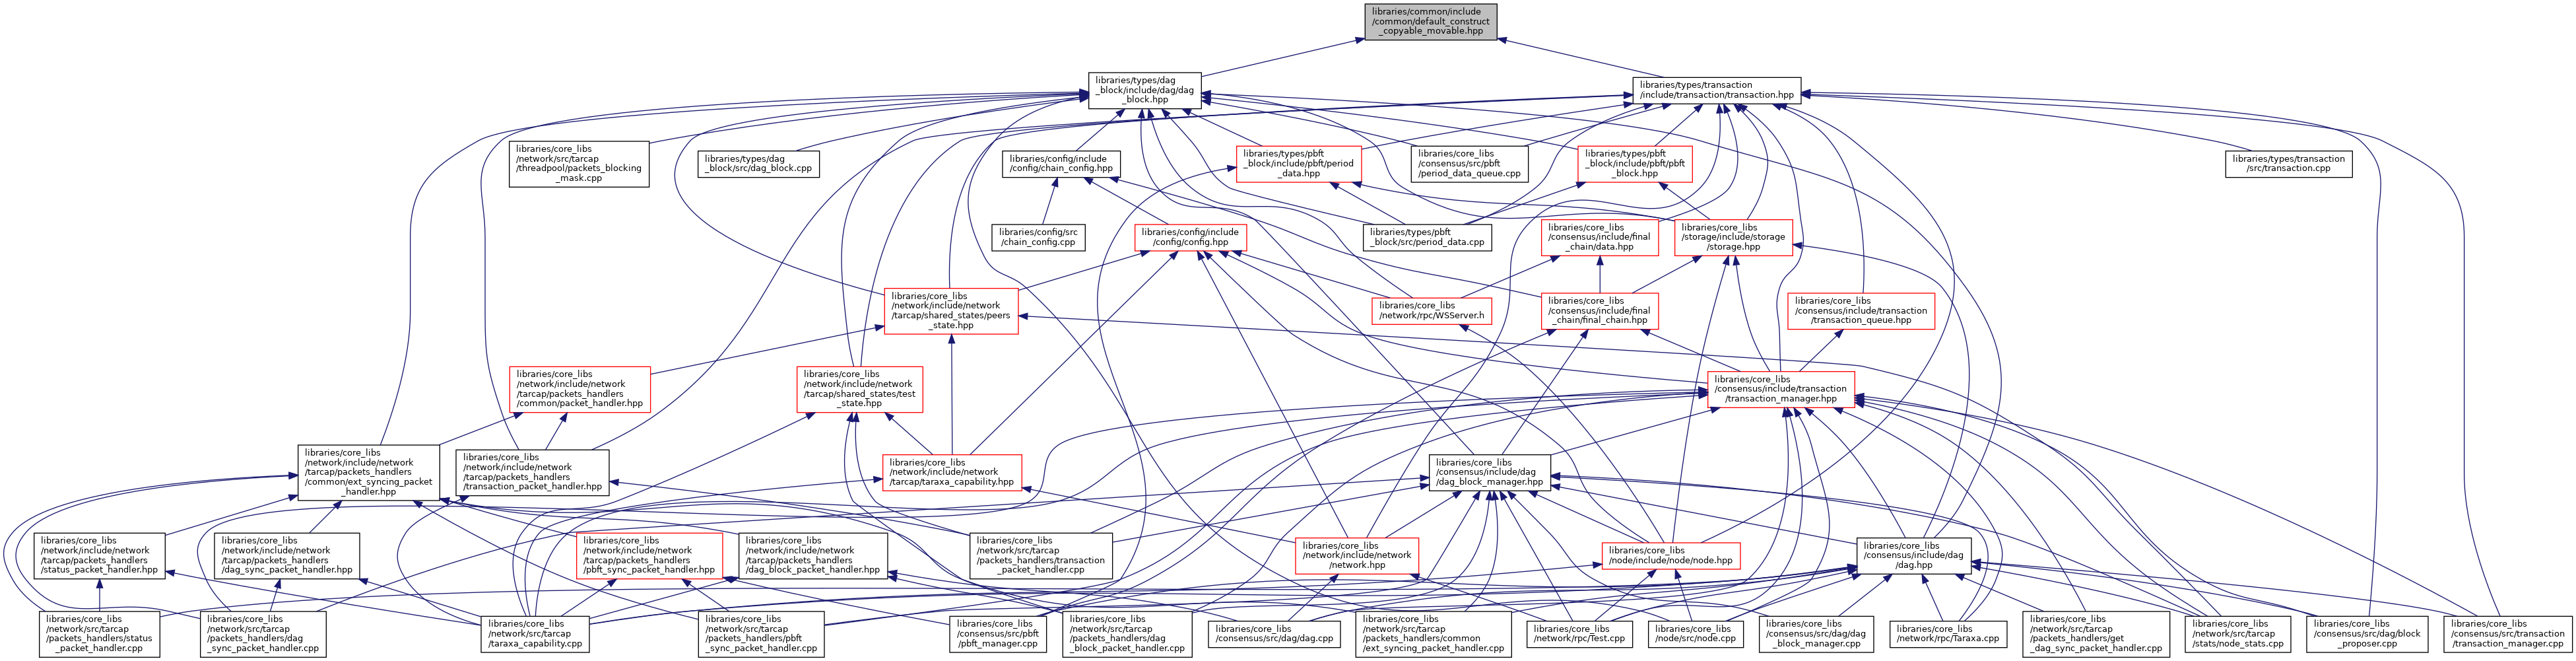 libraries/common/include
/common/default_construct
_copyable_movable.hpp
libraries/types/dag
_block/include/dag/dag
_block.hpp
libraries/types/transaction
/include/transaction/transaction.hpp
libraries/core_libs
/network/src/tarcap
/threadpool/packets_blocking
_mask.cpp
libraries/types/dag
_block/src/dag_block.cpp
libraries/config/include
/config/chain_config.hpp
libraries/types/pbft
_block/include/pbft/period
_data.hpp
libraries/core_libs
/consensus/src/pbft
/period_data_queue.cpp
libraries/types/pbft
_block/include/pbft/pbft
_block.hpp
libraries/types/transaction
/src/transaction.cpp
libraries/config/src
/chain_config.cpp
libraries/config/include
/config/config.hpp
libraries/types/pbft
_block/src/period_data.cpp
libraries/core_libs
/consensus/include/final
_chain/data.hpp
libraries/core_libs
/storage/include/storage
/storage.hpp
libraries/core_libs
/network/include/network
/tarcap/shared_states/peers
_state.hpp
libraries/core_libs
/network/rpc/WSServer.h
libraries/core_libs
/consensus/include/final
_chain/final_chain.hpp
libraries/core_libs
/consensus/include/transaction
/transaction_queue.hpp
libraries/core_libs
/network/include/network
/tarcap/packets_handlers
/common/packet_handler.hpp
libraries/core_libs
/network/include/network
/tarcap/shared_states/test
_state.hpp
libraries/core_libs
/consensus/include/transaction
/transaction_manager.hpp
libraries/core_libs
/network/include/network
/tarcap/packets_handlers
/common/ext_syncing_packet
_handler.hpp
libraries/core_libs
/network/include/network
/tarcap/packets_handlers
/transaction_packet_handler.hpp
libraries/core_libs
/network/include/network
/tarcap/taraxa_capability.hpp
libraries/core_libs
/consensus/include/dag
/dag_block_manager.hpp
libraries/core_libs
/network/include/network
/tarcap/packets_handlers
/status_packet_handler.hpp
libraries/core_libs
/network/include/network
/tarcap/packets_handlers
/dag_sync_packet_handler.hpp
libraries/core_libs
/network/include/network
/tarcap/packets_handlers
/pbft_sync_packet_handler.hpp
libraries/core_libs
/network/include/network
/tarcap/packets_handlers
/dag_block_packet_handler.hpp
libraries/core_libs
/network/src/tarcap
/packets_handlers/transaction
_packet_handler.cpp
libraries/core_libs
/network/include/network
/network.hpp
libraries/core_libs
/node/include/node/node.hpp
libraries/core_libs
/consensus/include/dag
/dag.hpp
libraries/core_libs
/network/src/tarcap
/packets_handlers/status
_packet_handler.cpp
libraries/core_libs
/network/src/tarcap
/packets_handlers/dag
_sync_packet_handler.cpp
libraries/core_libs
/network/src/tarcap
/taraxa_capability.cpp
libraries/core_libs
/network/src/tarcap
/packets_handlers/pbft
_sync_packet_handler.cpp
libraries/core_libs
/consensus/src/pbft
/pbft_manager.cpp
libraries/core_libs
/network/src/tarcap
/packets_handlers/dag
_block_packet_handler.cpp
libraries/core_libs
/consensus/src/dag/dag.cpp
libraries/core_libs
/network/src/tarcap
/packets_handlers/common
/ext_syncing_packet_handler.cpp
libraries/core_libs
/network/rpc/Test.cpp
libraries/core_libs
/node/src/node.cpp
libraries/core_libs
/consensus/src/dag/dag
_block_manager.cpp
libraries/core_libs
/network/rpc/Taraxa.cpp
libraries/core_libs
/network/src/tarcap
/packets_handlers/get
_dag_sync_packet_handler.cpp
libraries/core_libs
/network/src/tarcap
/stats/node_stats.cpp
libraries/core_libs
/consensus/src/dag/block
_proposer.cpp
libraries/core_libs
/consensus/src/transaction
/transaction_manager.cpp